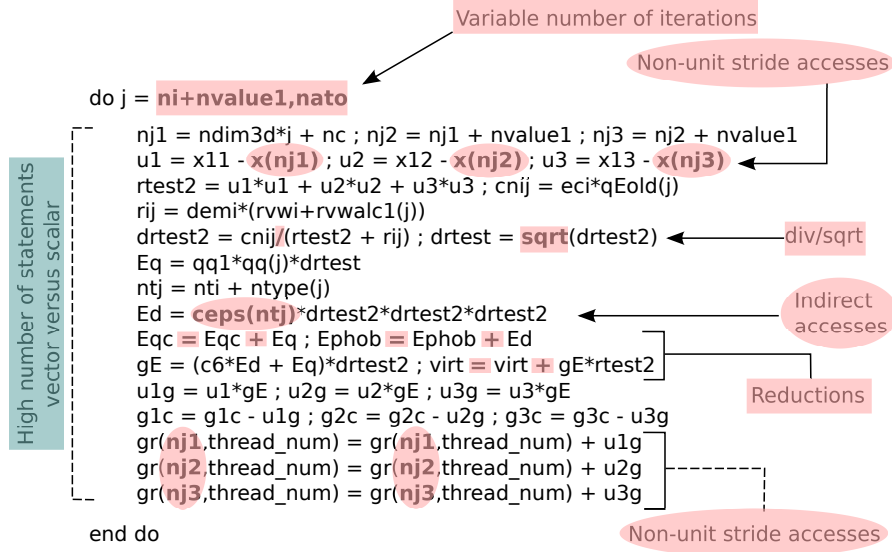 Variable number of iterations
Non-unit stride accesses
do j = ni+nvalue1,nato
nj1 = ndim3d*j + nc ; nj2 = nj1 + nvalue1 ; nj3 = nj2 + nvalue1
u1 = x11 - x(nj1) ; u2 = x12 - x(nj2) ; u3 = x13 - x(nj3)
rtest2 = u1*u1 + u2*u2 + u3*u3 ; cnij = eci*qEold(j)
rij = demi*(rvwi+rvwalc1(j))
drtest2 = cnij/(rtest2 + rij) ; drtest = sqrt(drtest2)
div/sqrt
Eq = qq1*qq(j)*drtest
ntj = nti + ntype(j)
Ed = ceps(ntj)*drtest2*drtest2*drtest2
Indirect
accesses
Eqc = Eqc + Eq ; Ephob = Ephob + Ed
gE = (c6*Ed + Eq)*drtest2 ; virt = virt + gE*rtest2
Reductions
u1g = u1*gE ; u2g = u2*gE ; u3g = u3*gE
g1c = g1c - u1g ; g2c = g2c - u2g ; g3c = g3c - u3g
gr(nj1,thread_num) = gr(nj1,thread_num) + u1g
gr(nj2,thread_num) = gr(nj2,thread_num) + u2g
gr(nj3,thread_num) = gr(nj3,thread_num) + u3g
end do
Non-unit stride accesses
High number of statements
vector versus scalar